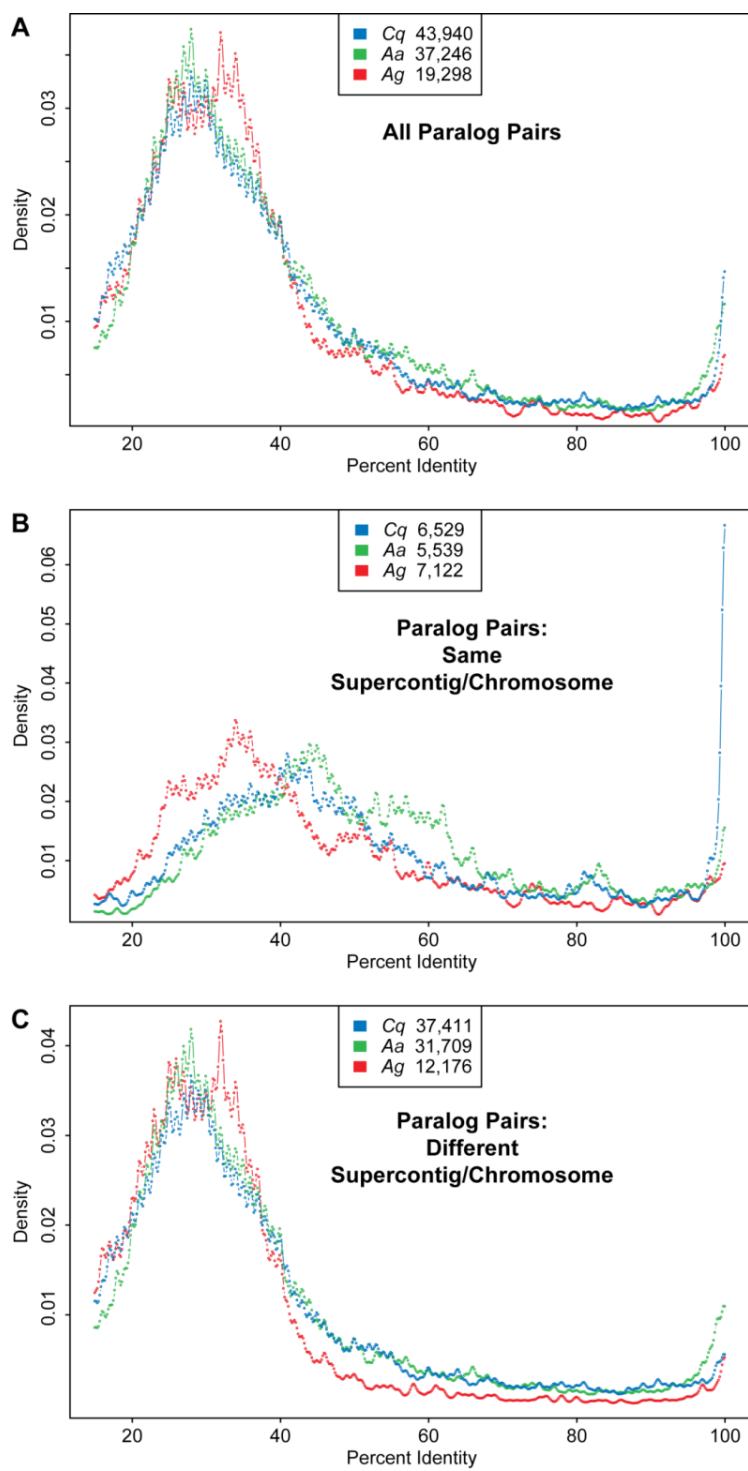 A
Cq 43,940
Aa 37,246
Ag 19,298
All Paralog Pairs
Density
0.03
0.02
0.01
20 40 60 80 100
Percent Identity
B
Cq 6,529
Aa 5,539
Ag 7,122
Paralog Pairs:
Same
Supercontig/Chromosome
Density
0.06
0.05
0.04
0.03
0.02
0.01
20 40 60 80 100
Percent Identity
C
Cq 37,411
Aa 31,709
Ag 12,176
Paralog Pairs:
Different
Supercontig/Chromosome
Density
0.04
0.03
0.02
0.01
20 40 60 80 100
Percent Identity